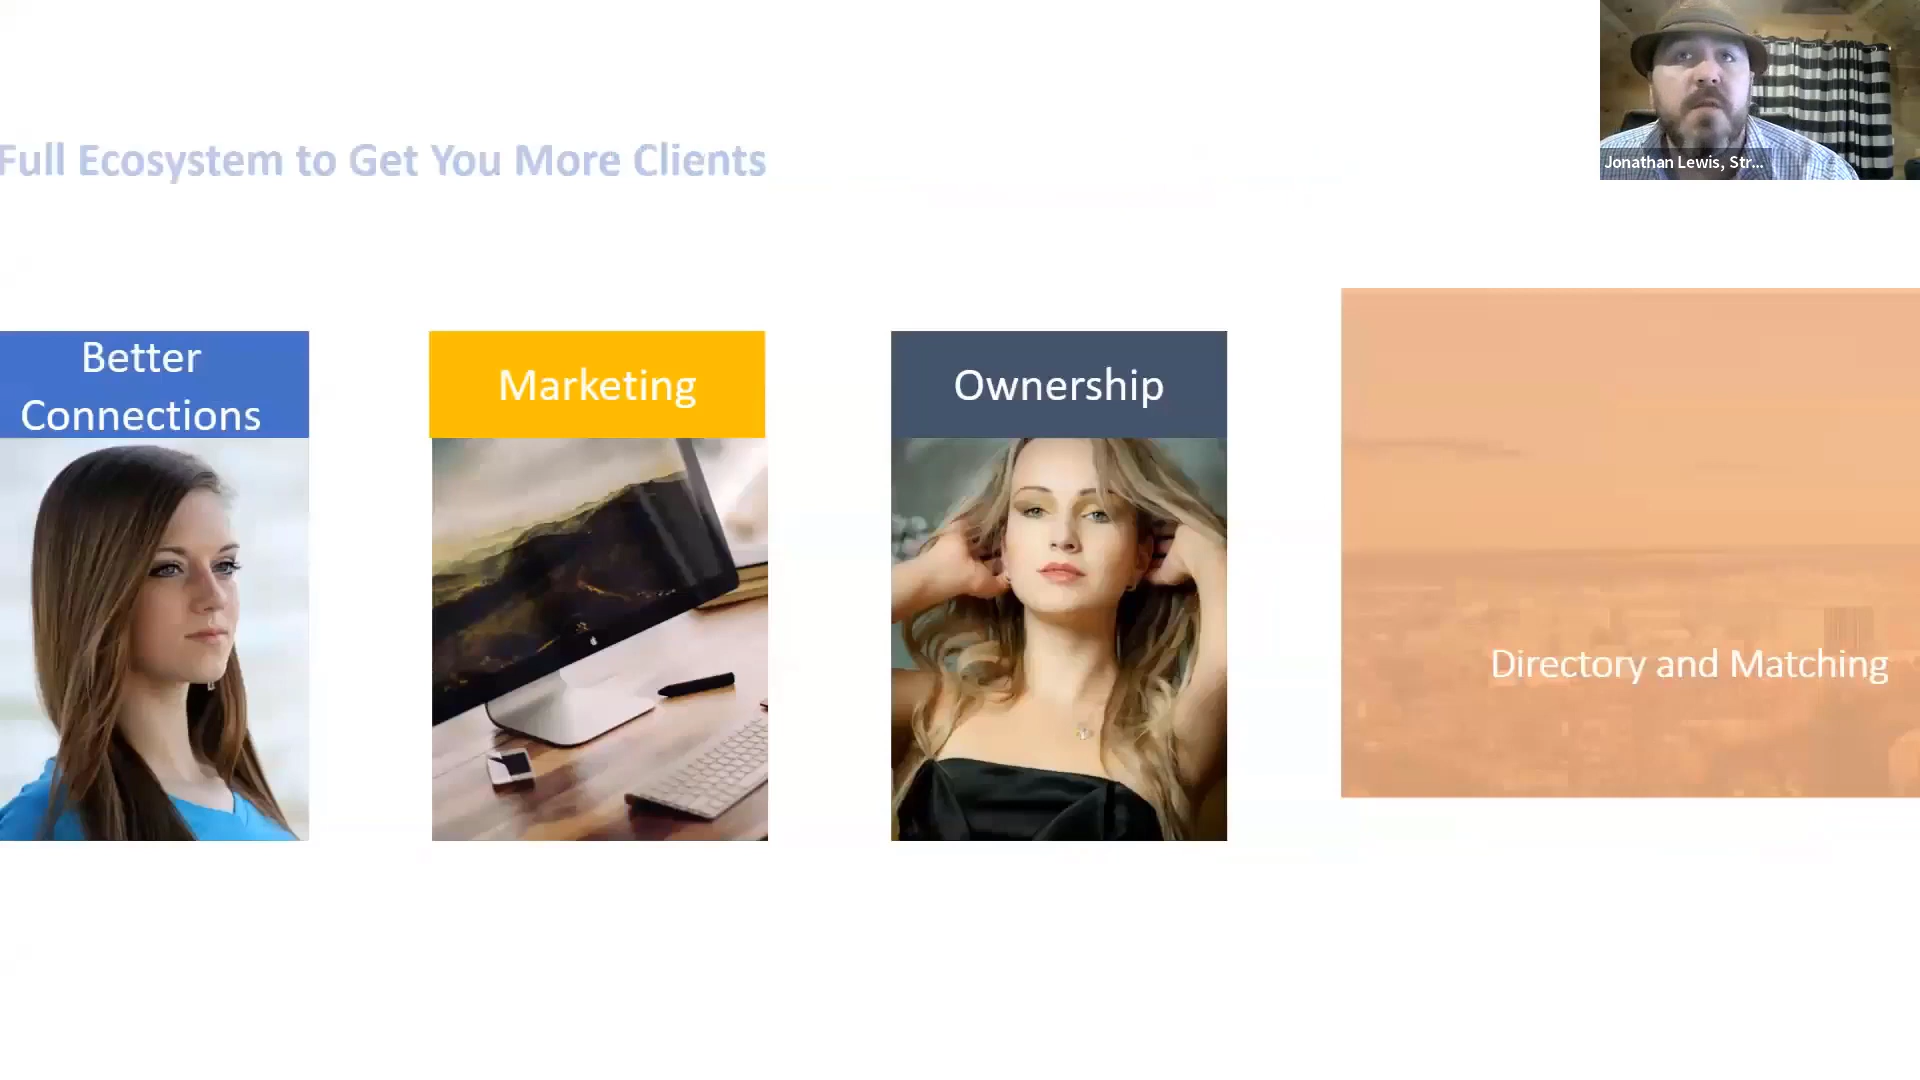 Jonathan Lewis, Str...
Full Ecosystem to Get You More Clients
Better
Connections
Marketing
Ownership
Directory and Matching